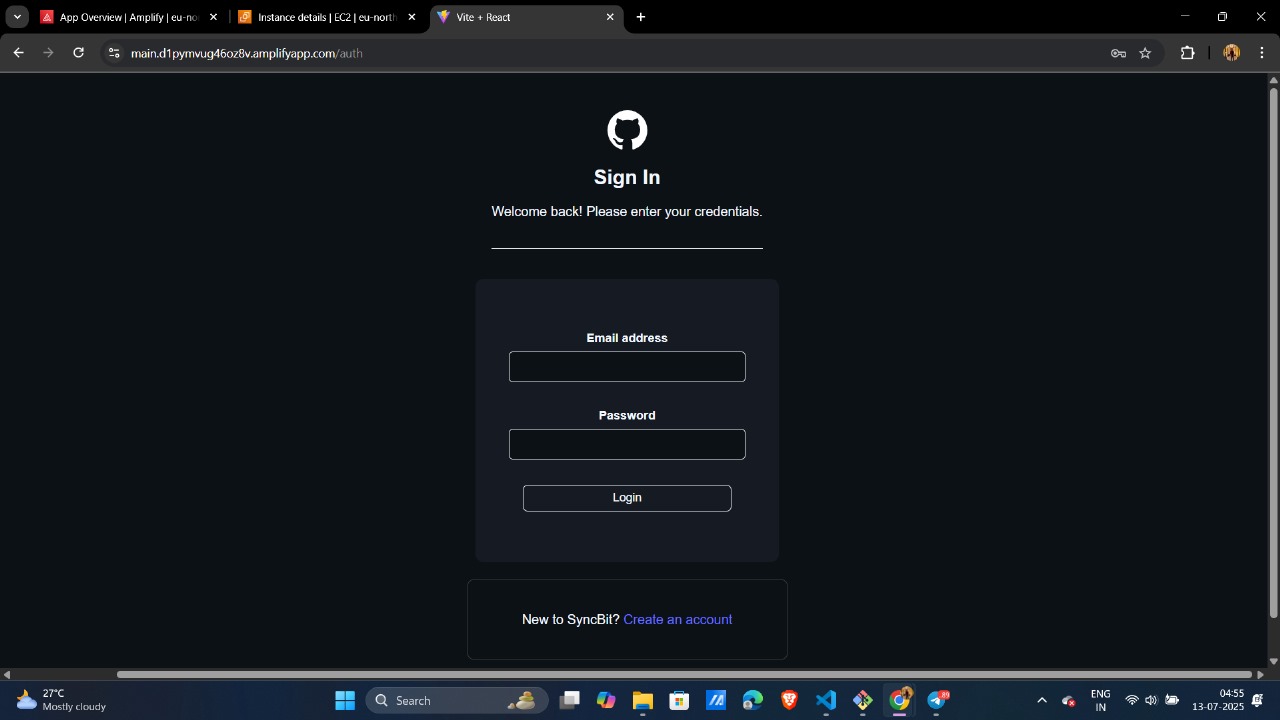 App Overview | Amplify | eu-no
Instance details | EC2 | eu-north
Vite + React
main.d1pymvug46oz8v.amplifyapp.com/auth
Sign In
Welcome back! Please enter your credentials.
Email address
Password
Login
New to SyncBit? Create an account
27°C
Mostly cloudy
Search
89
ENG
IN
04:55
13-07-2025